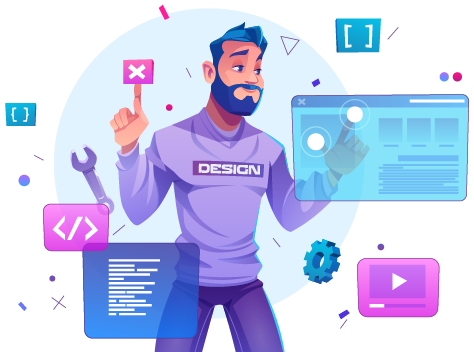 [ ]
{ }
DESIGN
</>